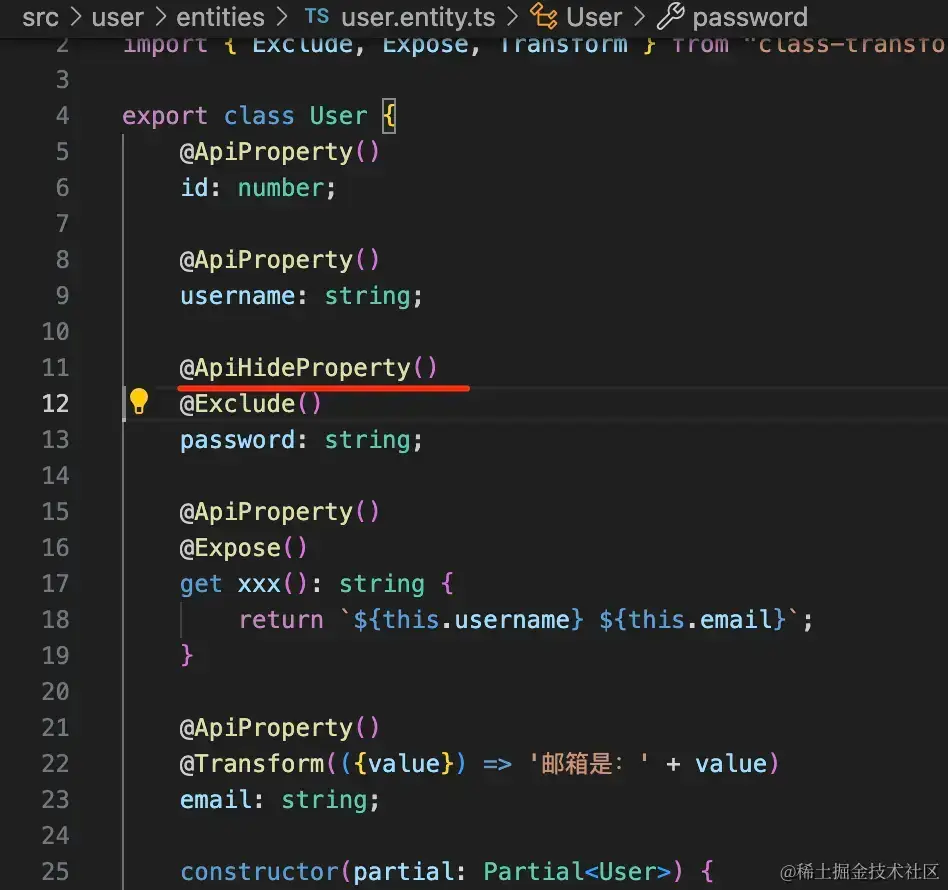 src > user > entities > TS user.entity.ts > User > password
2 import { Exclude, Expose, Transform } from "class-transfo
3
4 export class User {
5 @ApiProperty()
6 id: number;
7
8 @ApiProperty()
9 username: string;
10
11 @ApiHideProperty()
12 @Exclude()
13 password: string;
14
15 @ApiProperty()
16 @Expose()
17 get xxx(): string {
18 return `${this.username} ${this.email}`;
19 }
20
21 @ApiProperty()
22 @Transform(({value}) => '邮箱是：' + value)
23 email: string;
24
25 constructor(partial: Partial<User>) {
@稀土掘金技术社区